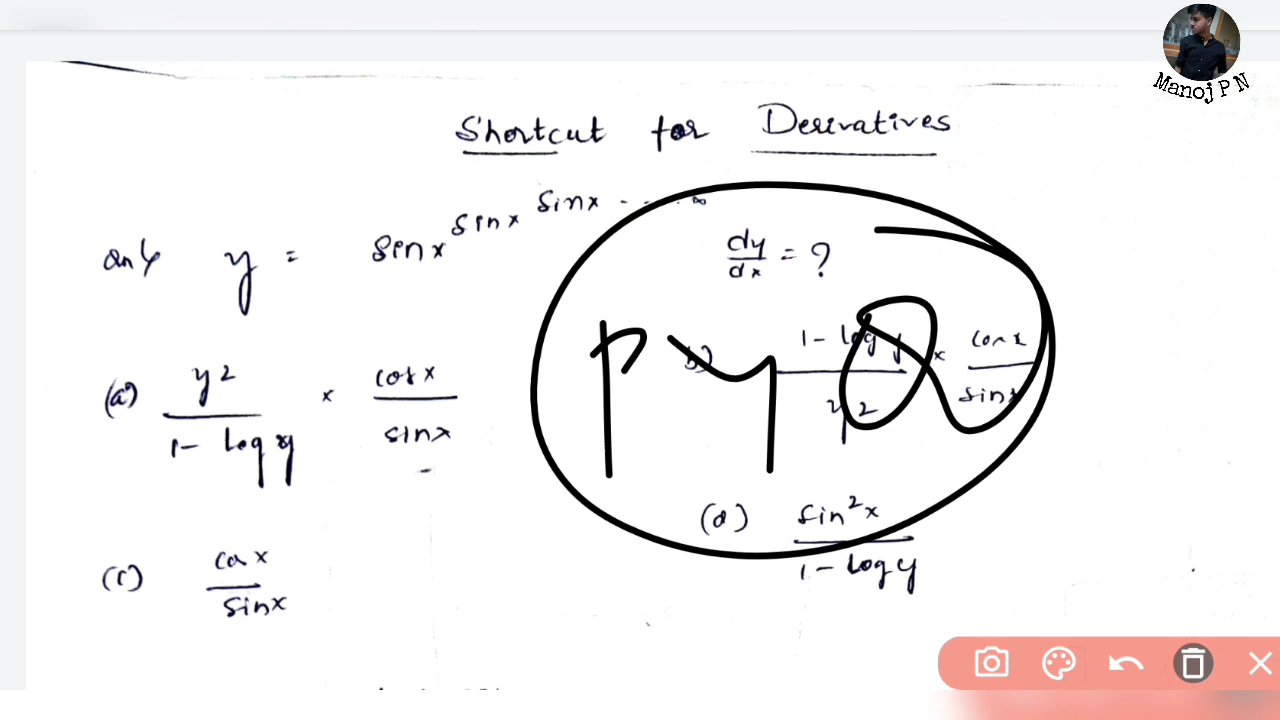 Manoj P N
Shortcut for Derivatives
y = sinx^sinx^sinx - - . . ∞
dy/dx = ?
(a) y²/1- log y × cosx/sinx
(b) 1- log y/y² × cosx/sinx
PYQ
(c) cosx/sinx
(d) sin²x/1- log y